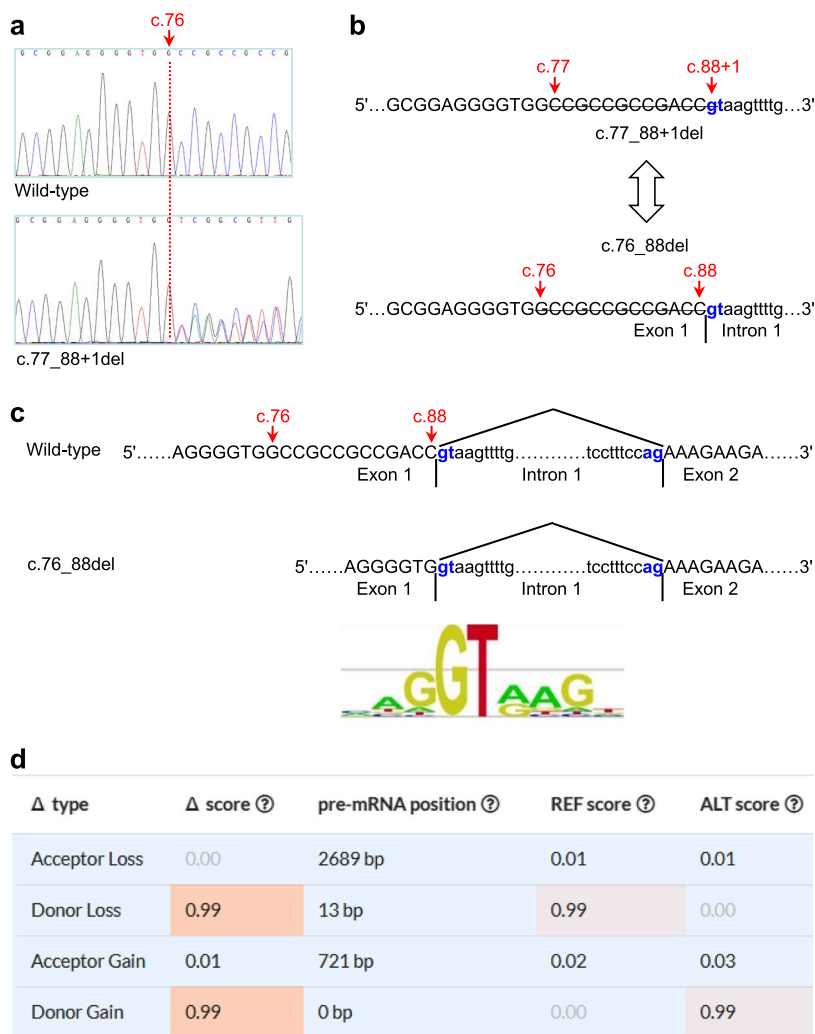 a
c.76
G C G G A G G G G T G G C C G C C G C C G
Wild-type
G C G G A G G G G T G G T C G G C G T T G
c.77_88+1del
b
c.77 c.88+1
5'...GCGGAGGGGTGGCCGCCGCCGACCgtaagttttg...3'
c.77_88+1del
c.76_88del
c.76 c.88
5'...GCGGAGGGGTGGCCGCCGCCGACCgtaagttttg...3'
Exon 1 Intron 1
c
c.76 c.88
Wild-type 5'......AGGGGTGGCCGCCGCCGACCgtaagttttg............tcctttccagAAAGAAGA......3'
Exon 1 Intron 1 Exon 2
c.76_88del 5'......AGGGGTGgtaagttttg............tcctttccagAAAGAAGA......3'
Exon 1 Intron 1 Exon 2
AGGTAAG
d
Δ type Δ score ? pre-mRNA position ? REF score ? ALT score ?
Acceptor Loss 0.00 2689 bp 0.01 0.01
Donor Loss 0.99 13 bp 0.99 0.00
Acceptor Gain 0.01 721 bp 0.02 0.03
Donor Gain 0.99 0 bp 0.00 0.99